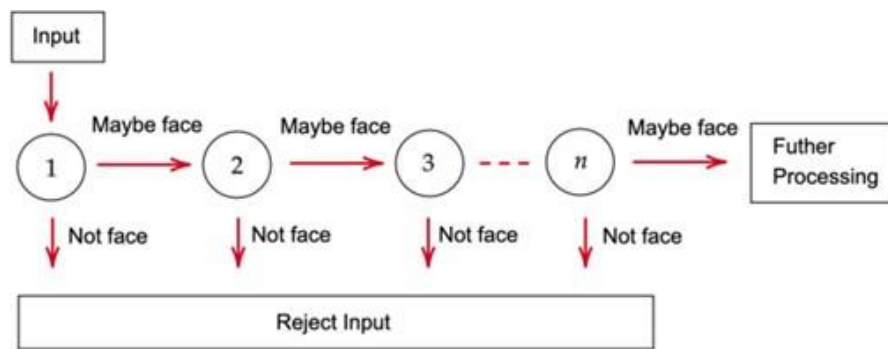 Input
Maybe face
Maybe face
Maybe face
1
2
3
n
Futher
Processing
Not face
Not face
Not face
Not face
Reject Input